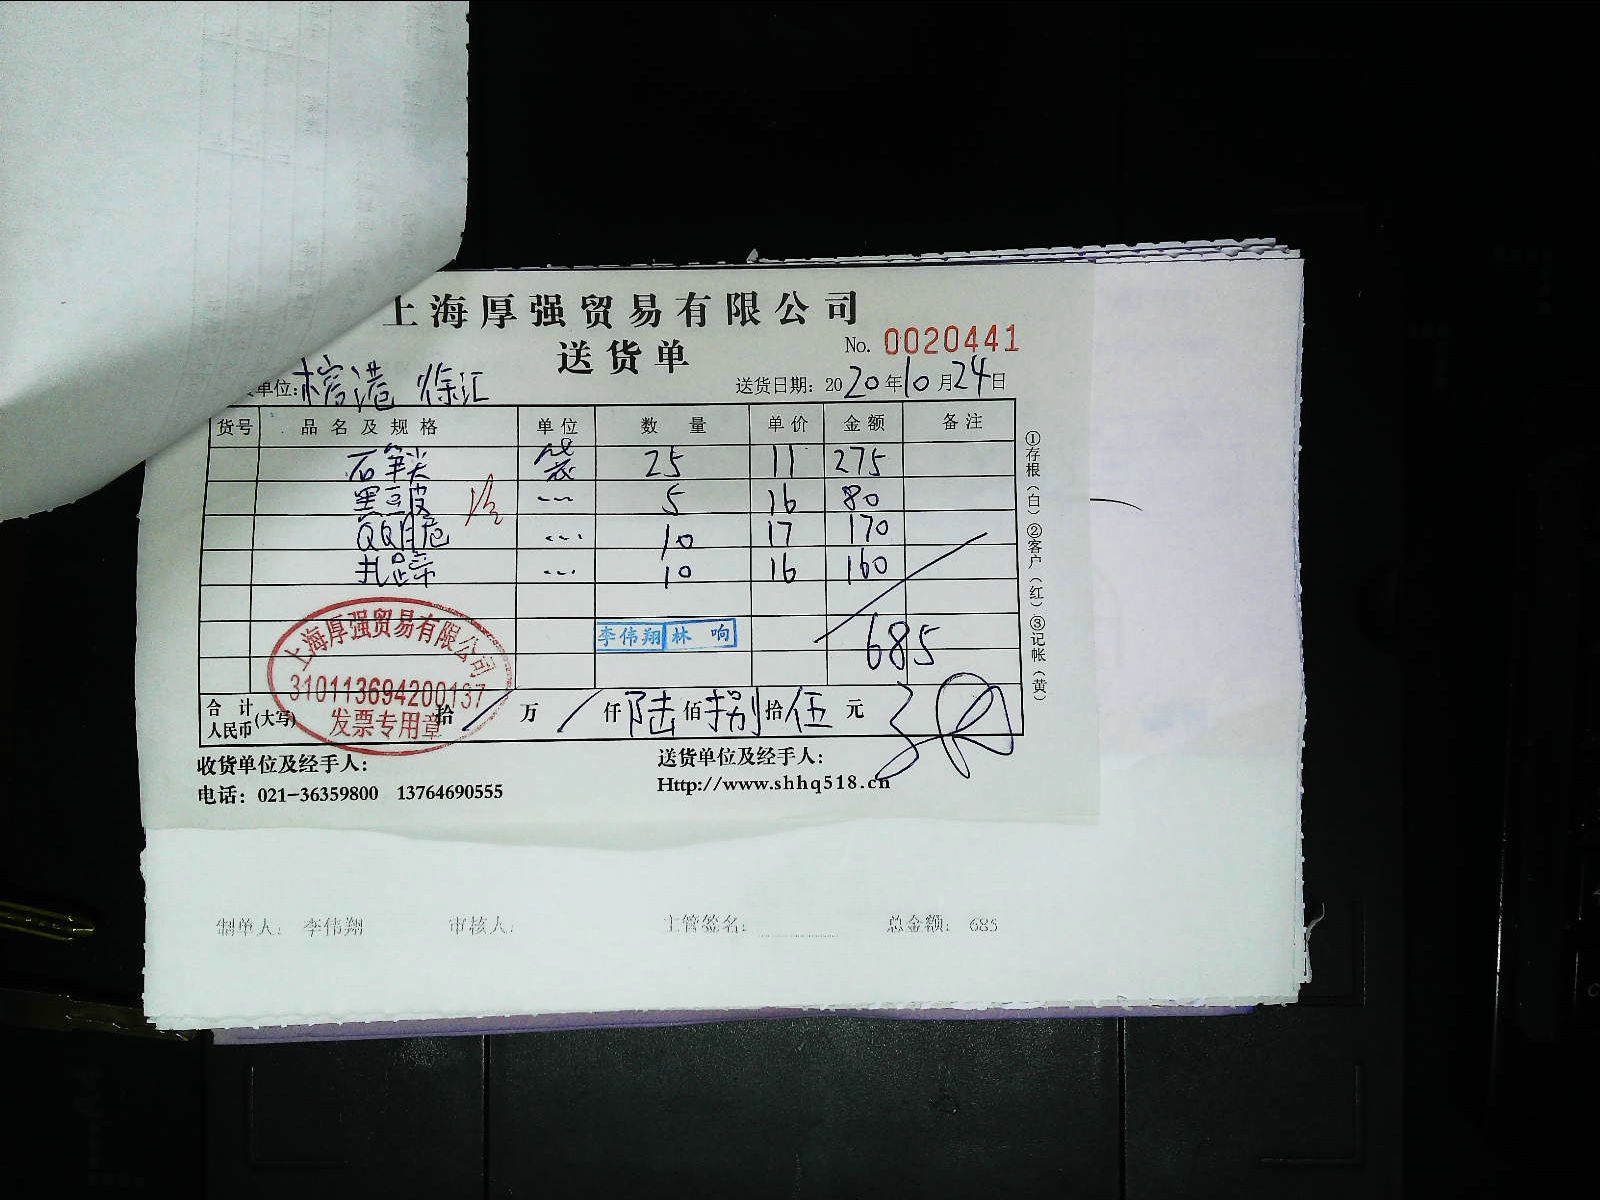 上海厚强贸易有限公司
送货单
No. 0020441
单位: 榕港 徐汇
送货日期: 2020年10月24日
货号 品名及规格 单位 数量 单价 金额 备注
石笋尖 袋 25 11 275
黑豆皮 ... 5 16 80
QQ 10 17 170
扎蹄 ... 10 16 160
李伟翔 林响
685
上海厚强贸易有限公司
310113694200137
发票专用章
合计人民币(大写) 拾 / 万 / 仟 陆 佰 捌 拾 伍 元
收货单位及经手人:
送货单位及经手人:
电话: 021-36359800 13764690555
Http://www.shhq518.cn
①存根(白) ②客户(红) ③记帐(黄)
制单人: 李伟翔 审核人: 主管签名: 总金额: 685